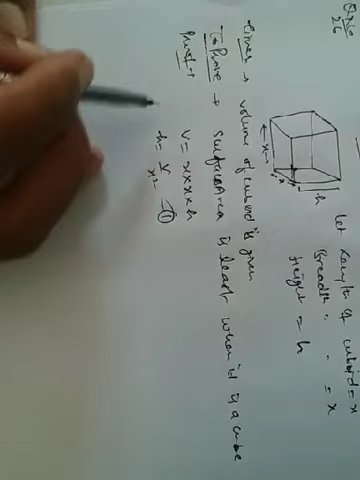 Let Length of cuboid = x
Breadth " " = x
Height = h
h
x
x
Given → volume of cuboid is given
To Prove → Surface Area is least when it is a cube
Proof →
V = x × x × h
h = V/x² — ①